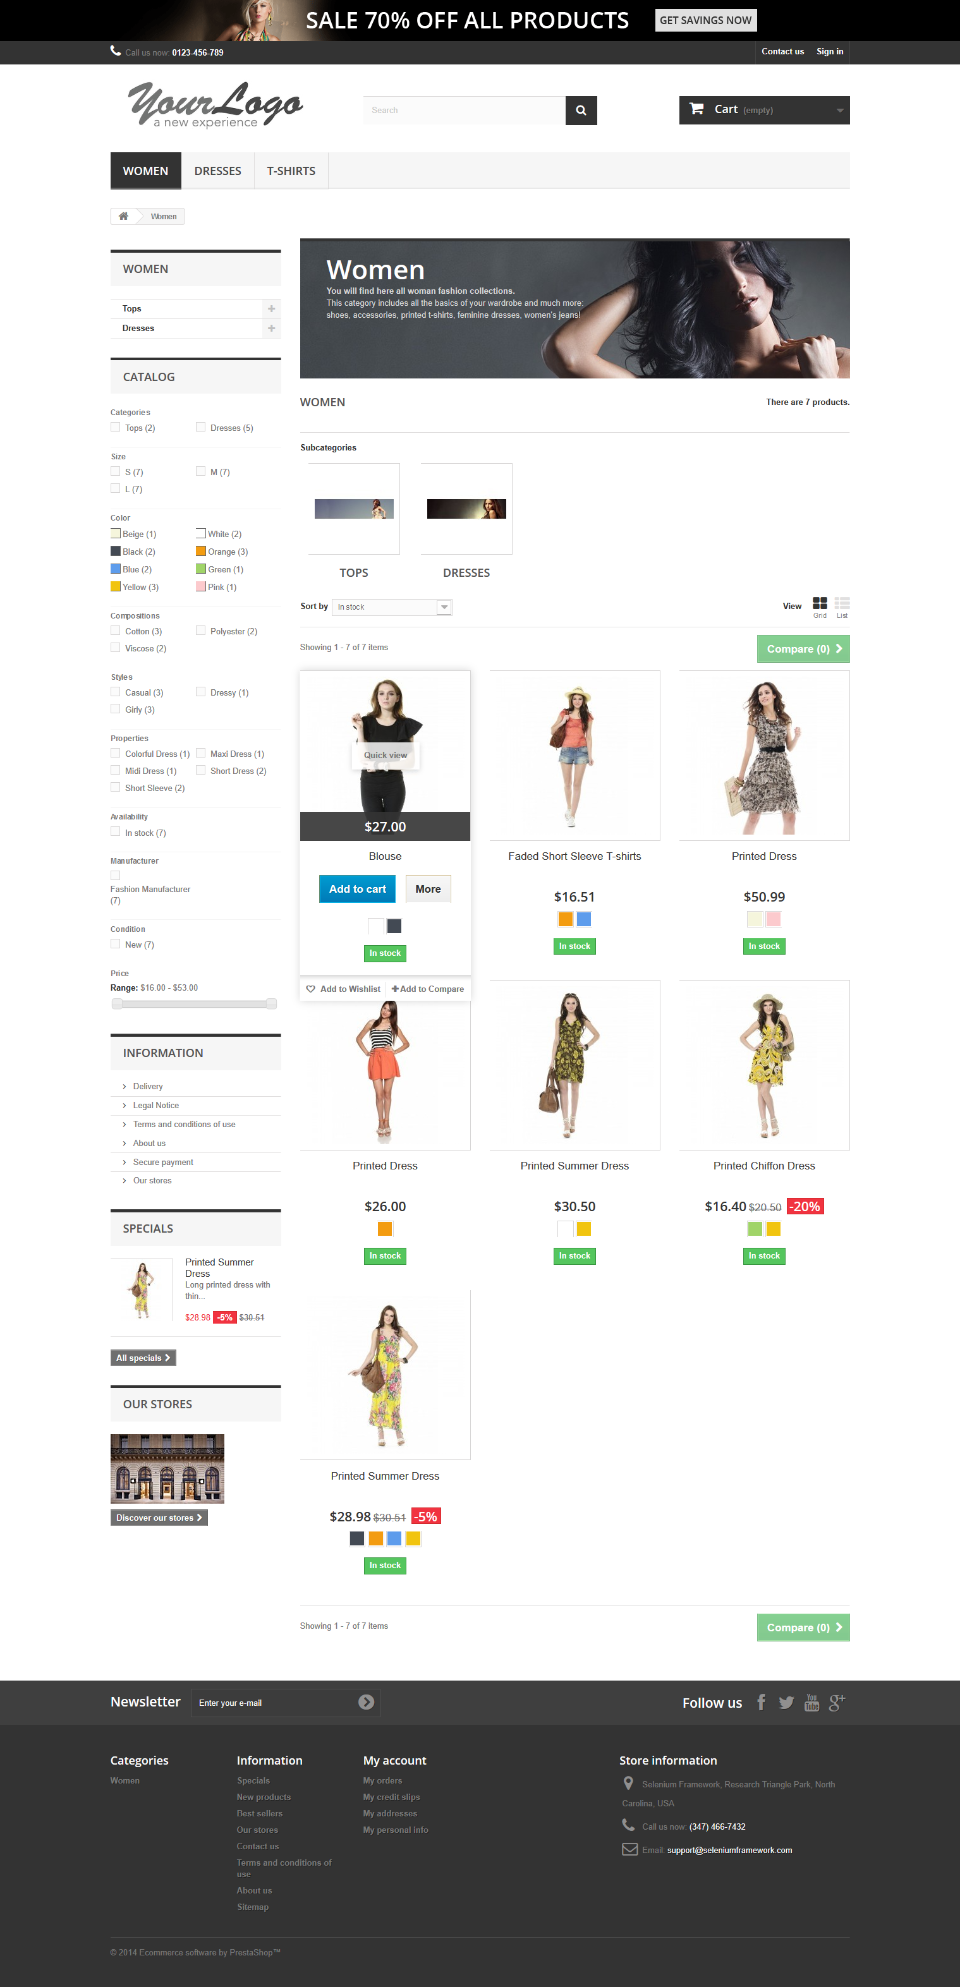 SALE 70% OFF ALL PRODUCTS
GET SAVINGS NOW
Call us now: 0123-456-789
Contact us
Sign in
YourLogo
a new experience
Search
Cart (empty)
WOMEN
DRESSES
T-SHIRTS
Women
WOMEN
Tops
Dresses
CATALOG
Categories
Tops (2)
Dresses (5)
Size
S (7)
M (7)
L (7)
Color
Beige (1)
White (2)
Black (2)
Orange (3)
Blue (2)
Green (1)
Yellow (3)
Pink (1)
Compositions
Cotton (3)
Polyester (2)
Viscose (2)
Styles
Casual (3)
Dressy (1)
Girly (3)
Properties
Colorful Dress (1)
Maxi Dress (1)
Midi Dress (1)
Short Dress (2)
Short Sleeve (2)
Availability
In stock (7)
Manufacturer
Fashion Manufacturer
(7)
Condition
New (7)
Price
Range: $16.00 - $53.00
INFORMATION
Delivery
Legal Notice
Terms and conditions of use
About us
Secure payment
Our stores
SPECIALS
Printed Summer
Dress
Long printed dress with
thin...
$28.98 -5% $30.51
All specials
OUR STORES
Discover our stores
Women
You will find here all woman fashion collections.
This category includes all the basics of your wardrobe and much more:
shoes, accessories, printed t-shirts, feminine dresses, women's jeans!
WOMEN
There are 7 products.
Subcategories
TOPS
DRESSES
Sort by
In stock
View
Grid
List
Showing 1 - 7 of 7 items
Compare (0)
Quick view
$27.00
Blouse
Add to cart
More
In stock
Add to Wishlist
Add to Compare
Faded Short Sleeve T-shirts
$16.51
In stock
Printed Dress
$50.99
In stock
Printed Dress
$26.00
In stock
Printed Summer Dress
$30.50
In stock
Printed Chiffon Dress
$16.40 $20.50 -20%
In stock
Printed Summer Dress
$28.98 $30.51 -5%
In stock
Showing 1 - 7 of 7 items
Compare (0)
Newsletter
Enter your e-mail
Follow us
You
Tube
g+
Categories
Women
Information
Specials
New products
Best sellers
Our stores
Contact us
Terms and conditions of
use
About us
Sitemap
My account
My orders
My credit slips
My addresses
My personal info
Store information
Selenium Framework, Research Triangle Park, North
Carolina, USA
Call us now: (347) 466-7432
Email: support@seleniumframework.com
© 2014 Ecommerce software by PrestaShop™